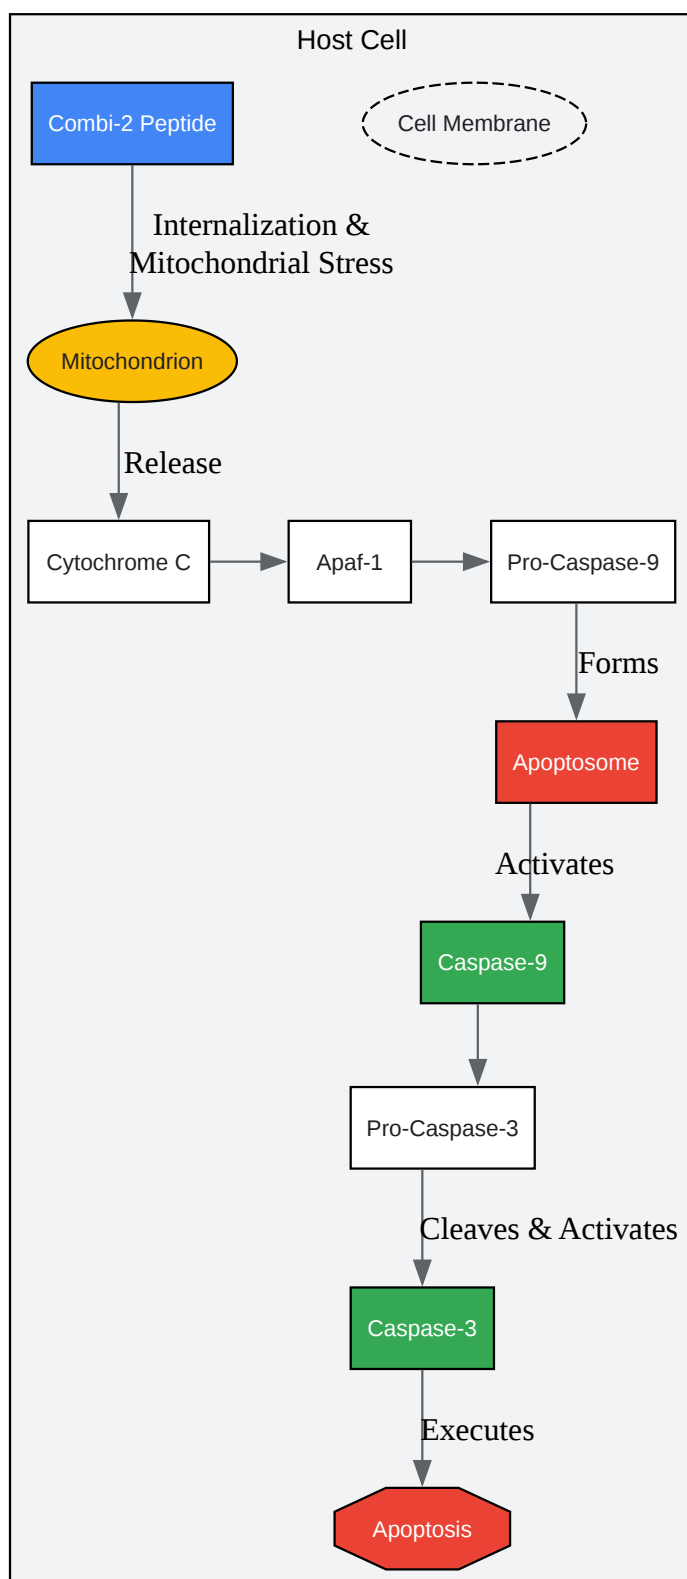 Host Cell
Combi-2 Peptide
Cell Membrane
Internalization &
Mitochondrial Stress
Mitochondrion
Release
Cytochrome C
Apaf-1
Pro-Caspase-9
Forms
Apoptosome
Activates
Caspase-9
Pro-Caspase-3
Cleaves & Activates
Caspase-3
Executes
Apoptosis